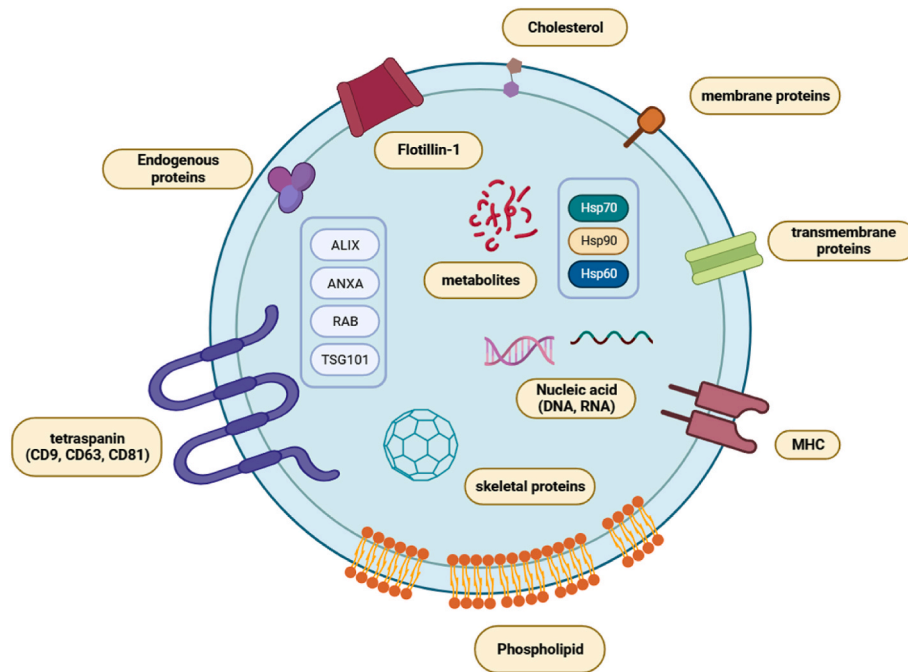 Cholesterol
membrane proteins
Flotillin-1
Endogenous
proteins
Hsp70
Hsp90
Hsp60
transmembrane
proteins
ALIX
ANXA
RAB
TSG101
metabolites
Nucleic acid
(DNA, RNA)
tetraspanin
(CD9, CD63, CD81)
MHC
skeletal proteins
Phospholipid